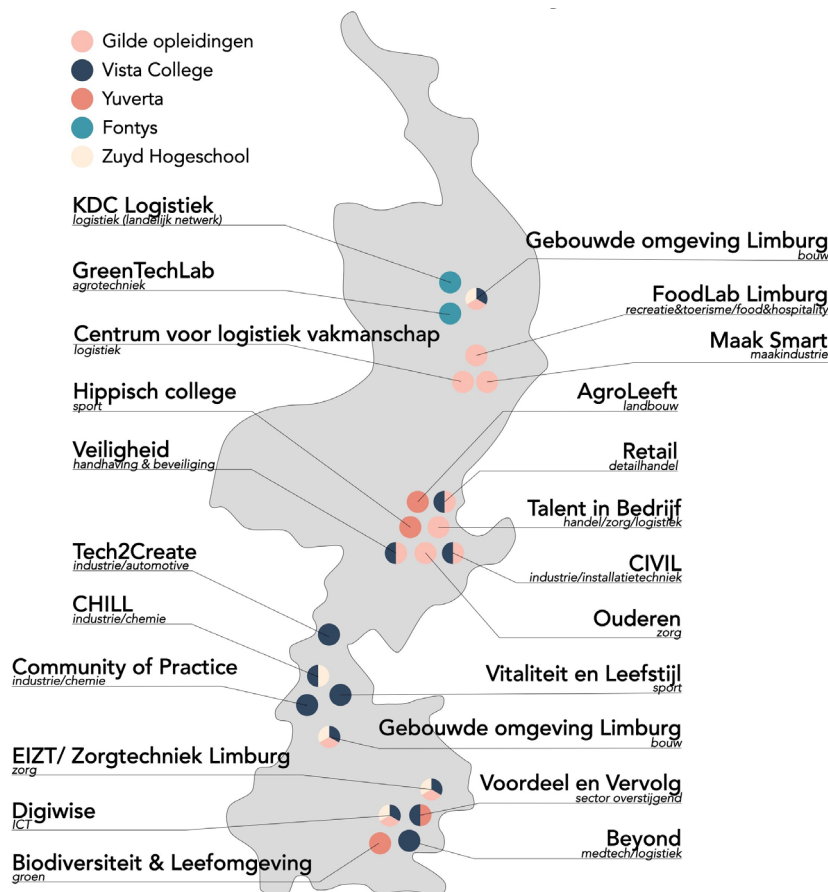 Gilde opleidingen
Vista College
Yuverta
Fontys
Zuyd Hogeschool
KDC Logistiek
logistiek (landelijk netwerk)
GreenTechLab
agrotechniek
Centrum voor logistiek vakmanschap
logistiek
Hippisch college
sport
Veiligheid
handhaving & beveiliging
Tech2Create
industrie/automotive
CHILL
industrie/chemie
Community of Practice
industrie/chemie
EIZT/ Zorgtechniek Limburg
zorg
Digiwise
ICT
Biodiversiteit & Leefomgeving
groen
Gebouwde omgeving Limburg
bouw
FoodLab Limburg
recreatie&toerisme/food&hospitality
Maak Smart
maakindustrie
AgroLeeft
landbouw
Retail
detailhandel
Talent in Bedrijf
handel/zorg/logistiek
CIVIL
industrie/installatietechniek
Ouderen
zorg
Vitaliteit en Leefstijl
sport
Gebouwde omgeving Limburg
bouw
Voordeel en Vervolg
sector overstijgend
Beyond
medtech/logistiek